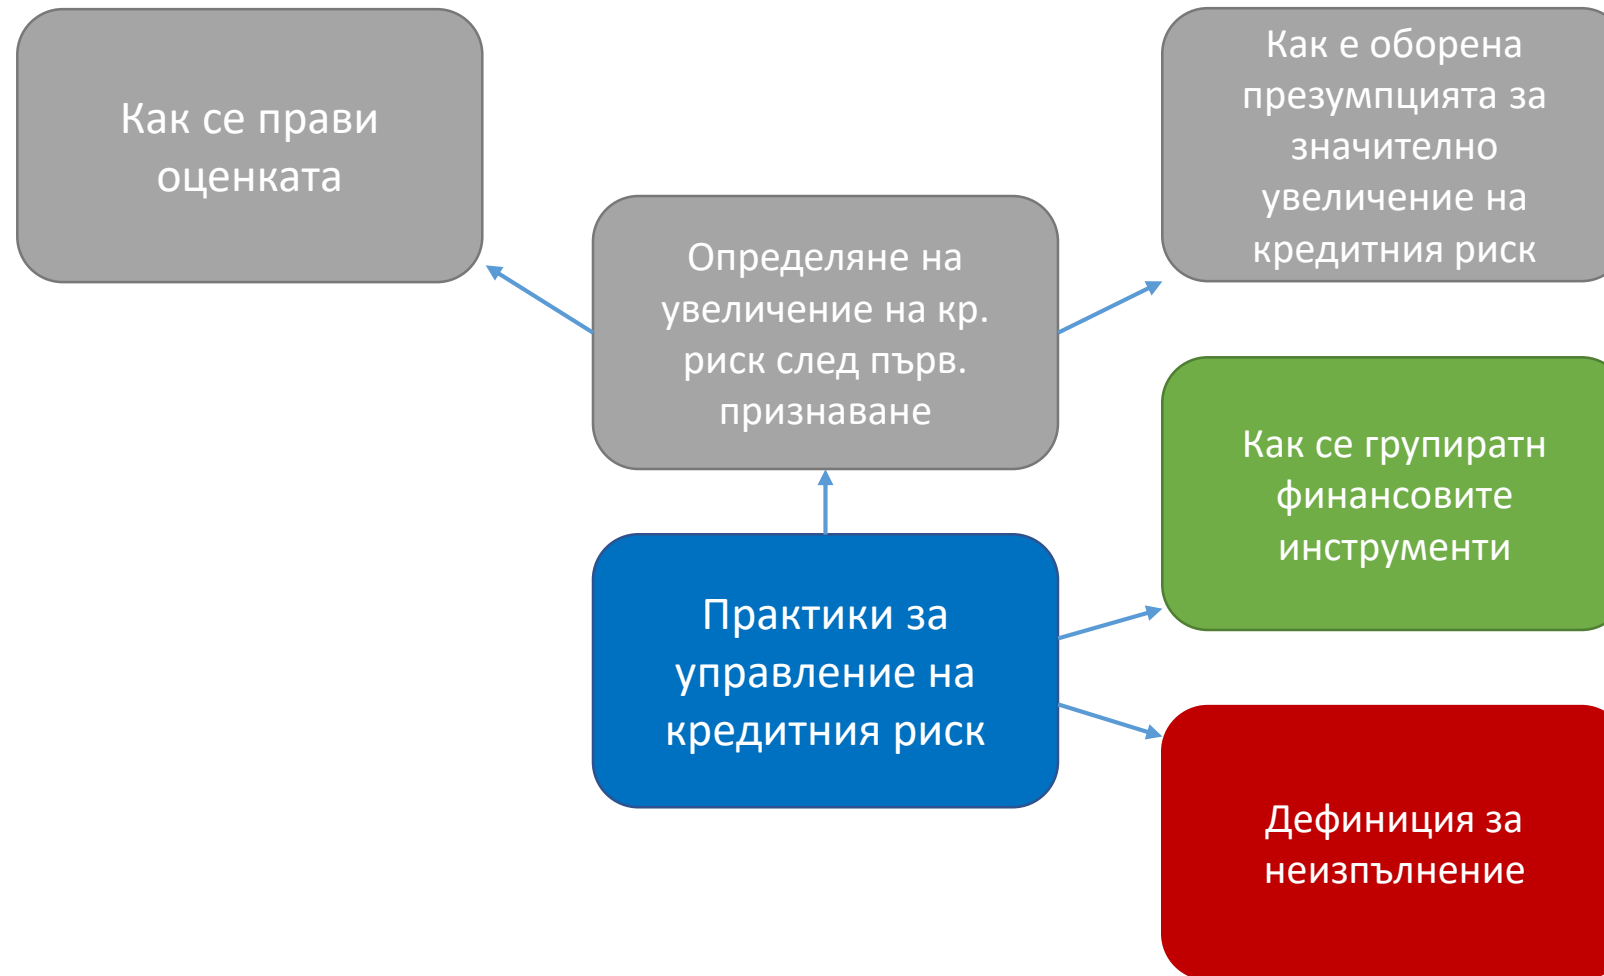 Как се прави
оценката
Как е оборена
презумпцията за
значително
увеличение на
кредитния риск
Определяне на
увеличение на кр.
риск след първ.
признаване
Как се групиратн
финансовите
инструменти
Практики за
управление на
кредитния риск
Дефиниция за
неизпълнение